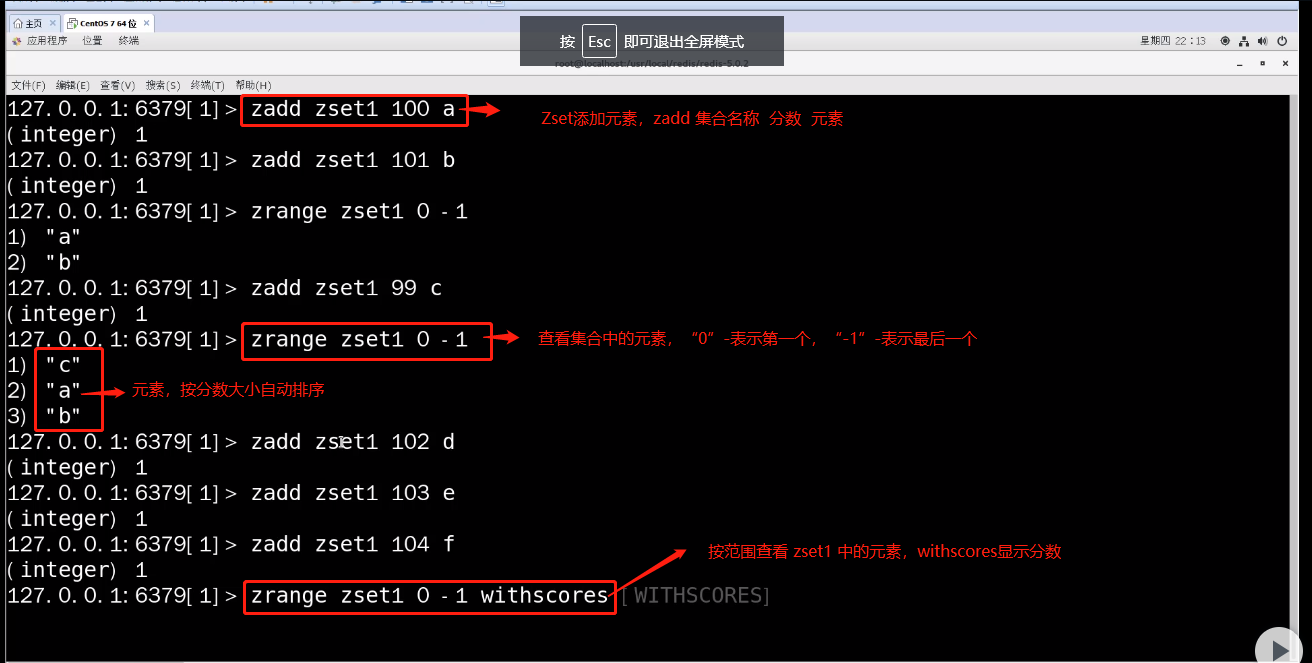 主页 × CentOS 7 64 位 ×
按 Esc 即可退出全屏模式
应用程序 位置 终端 星期四 22:13
root@localhost:/usr/local/redis/redis-5.0.2
文件(F) 编辑(E) 查看(V) 搜索(S) 终端(T) 帮助(H)
127.0.0.1:6379[1]> zadd zset1 100 a
Zset添加元素，zadd 集合名称 分数 元素
(integer) 1
127.0.0.1:6379[1]> zadd zset1 101 b
(integer) 1
127.0.0.1:6379[1]> zrange zset1 0 -1
1) "a"
2) "b"
127.0.0.1:6379[1]> zadd zset1 99 c
(integer) 1
127.0.0.1:6379[1]> zrange zset1 0 -1
查看集合中的元素，“0”-表示第一个，“-1”-表示最后一个
1) "c"
2) "a"
元素，按分数大小自动排序
3) "b"
127.0.0.1:6379[1]> zadd zset1 102 d
(integer) 1
127.0.0.1:6379[1]> zadd zset1 103 e
(integer) 1
127.0.0.1:6379[1]> zadd zset1 104 f
按范围查看 zset1 中的元素，withscores显示分数
(integer) 1
127.0.0.1:6379[1]> zrange zset1 0 -1 withscores [WITHSCORES]